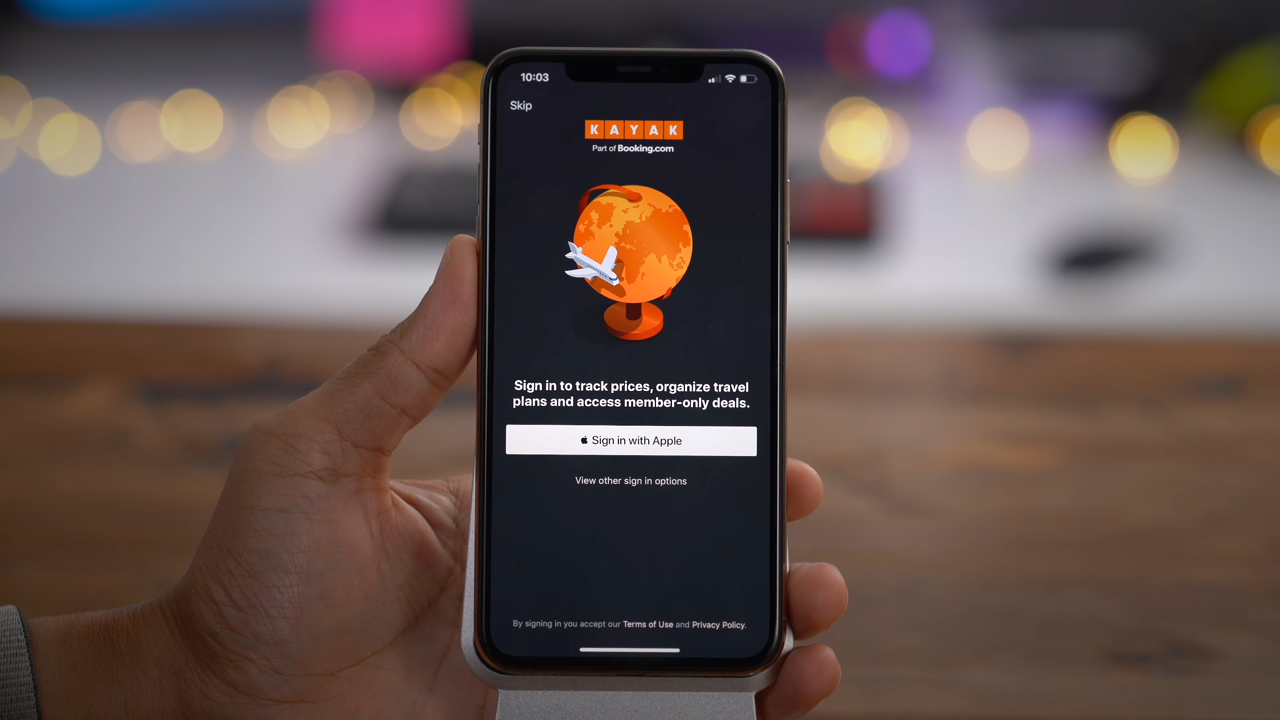 10:03
Skip
KAYAK
Part of Booking.com
Sign in to track prices, organize travel
plans and access member-only deals.
Sign in with Apple
View other sign in options
By signing in you accept our Terms of Use and Privacy Policy.